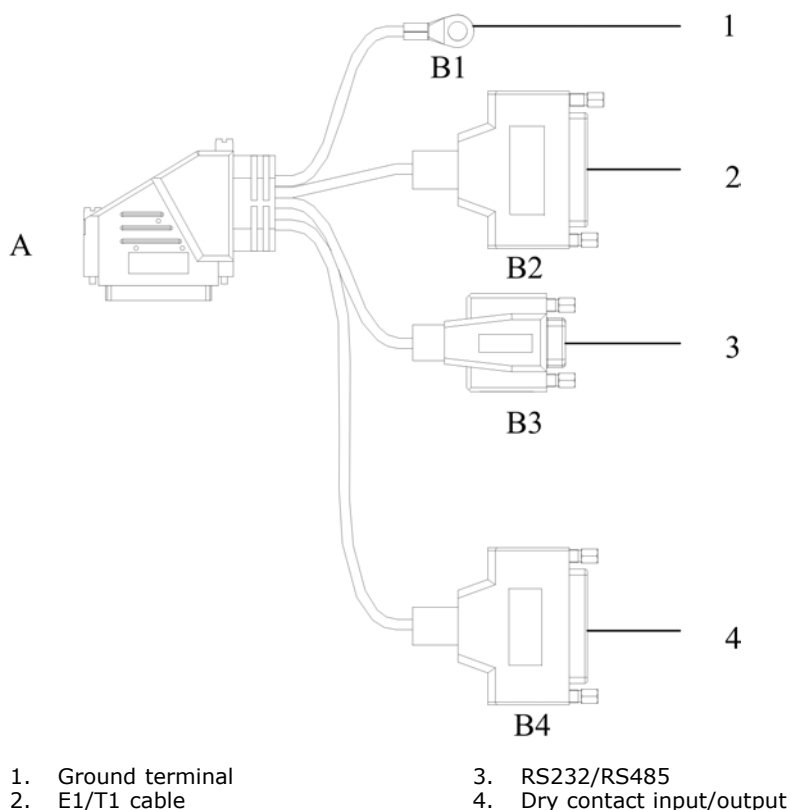 1
B1
2
A
B2
3
B3
4
B4
1. Ground terminal
2. E1/T1 cable
3. RS232/RS485
4. Dry contact input/output